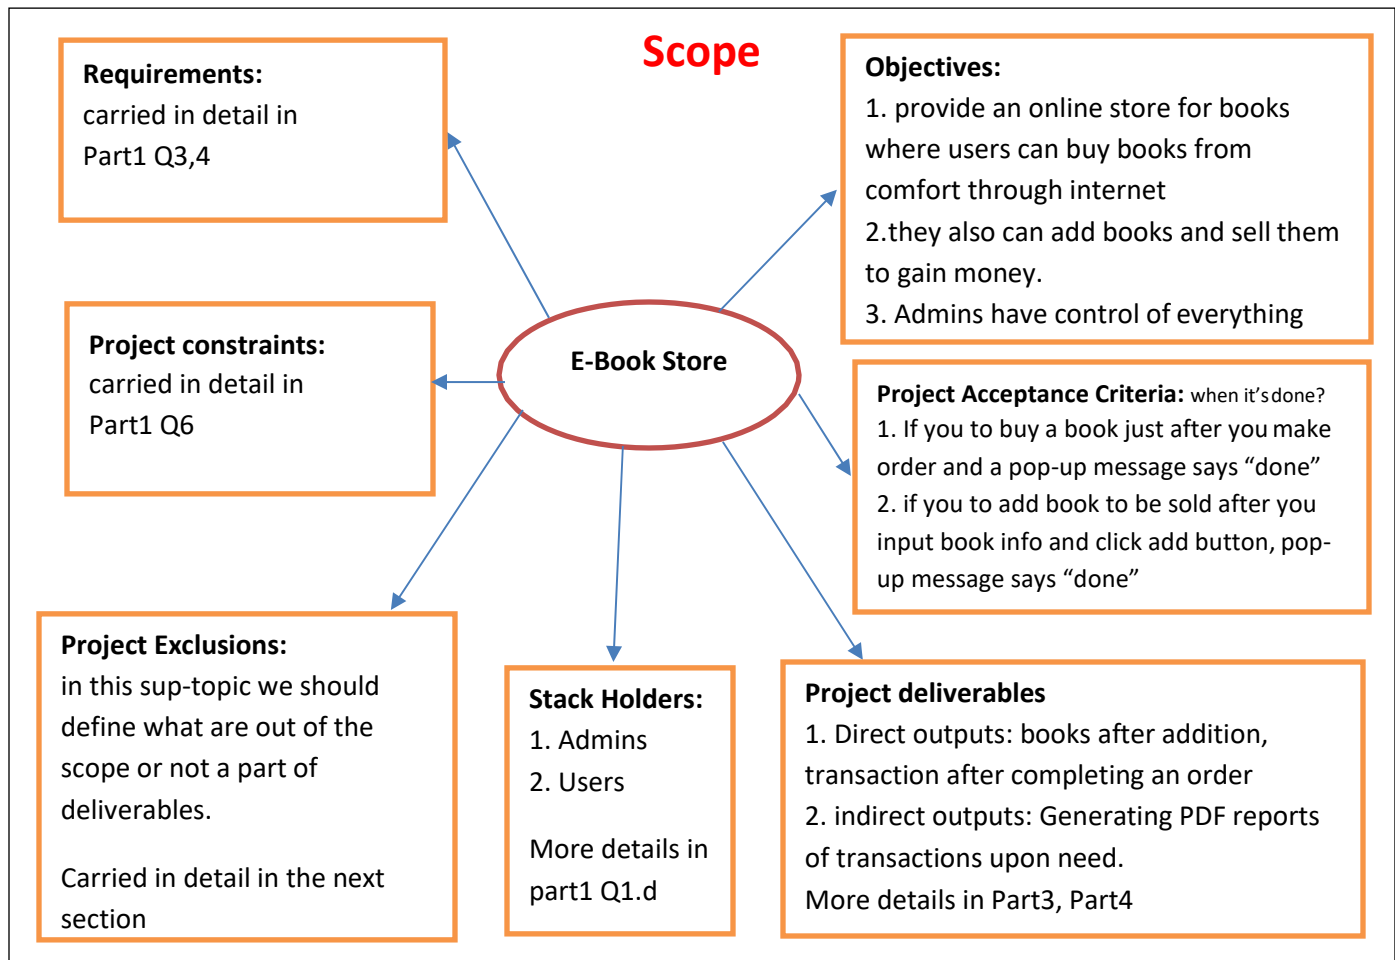 Scope
Requirements:
carried in detail in
Part1 Q3,4
Objectives:
1. provide an online store for books
where users can buy books from
comfort through internet
2.they also can add books and sell them
to gain money.
3. Admins have control of everything
Project constraints:
carried in detail in
Part1 Q6
E-Book Store
Project Acceptance Criteria: when it's done?
1. If you to buy a book just after you make
order and a pop-up message says “done”
2. if you to add book to be sold after you
input book info and click add button, pop-
up message says “done”
Project Exclusions:
in this sup-topic we should
define what are out of the
scope or not a part of
deliverables.
Carried in detail in the next
section
Stack Holders:
1. Admins
2. Users
More details in
part1 Q1.d
Project deliverables
1. Direct outputs: books after addition,
transaction after completing an order
2. indirect outputs: Generating PDF reports
of transactions upon need.
More details in Part3, Part4